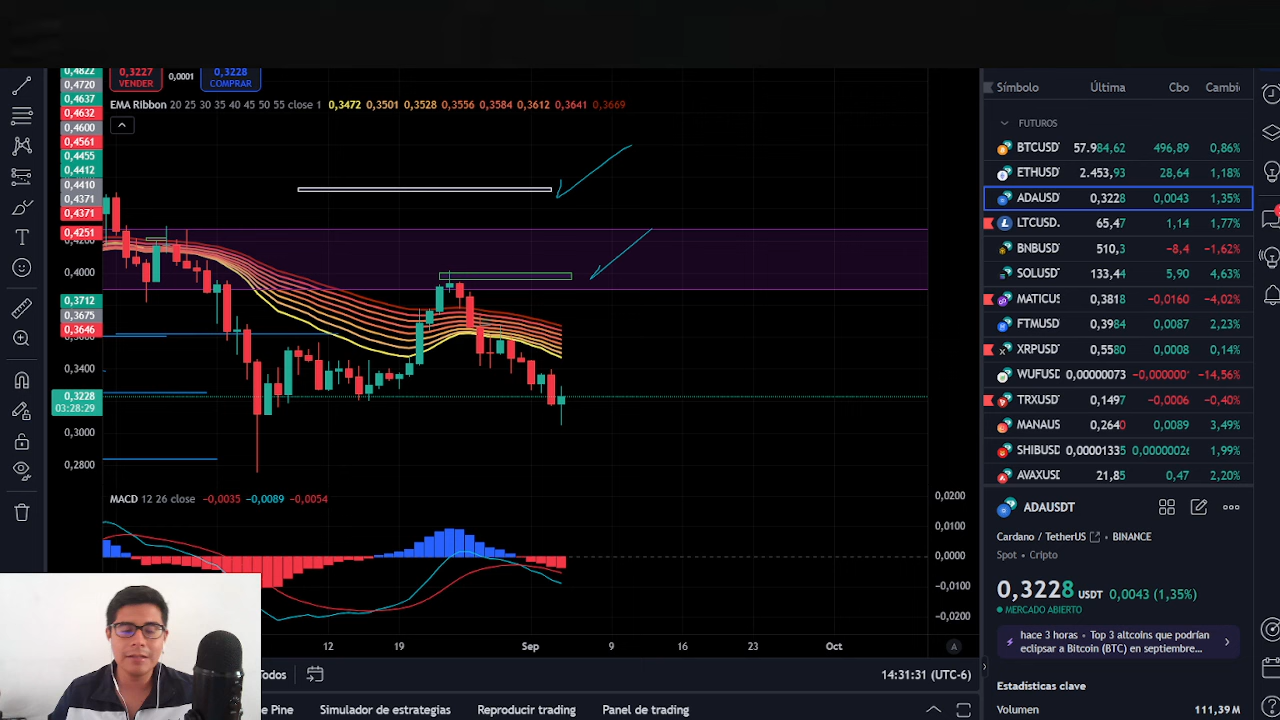 0,4822
0,4720
0,4637
0,4632
0,4600
0,4561
0,4455
0,4412
0,4410
0,4371
0,4371
0,4251
0,4000
0,3712
0,3675
0,3646
0,3400
0,3228
03:28:29
0,3000
0,2800
0,3227
VENDER
0,0001
0,3228
COMPRAR
EMA Ribbon 20 25 30 35 40 45 50 55 close 1 0,3472 0,3501 0,3528 0,3556 0,3584 0,3612 0,3641 0,3669
MACD 12 26 close −0,0035 −0,0089 −0,0054
0,0200
0,0100
0,0000
−0,0100
−0,0200
12 19 Sep 9 16 23 Oct
A
Todos
14:31:31 (UTC-6)
e Pine Simulador de estrategias Reproducir trading Panel de trading
Símbolo Última Cbo Cambi
FUTUROS
BTCUSD 57.984,62 496,89 0,86%
ETHUSD 2.453,93 28,64 1,18%
ADAUSD 0,3228 0,0043 1,35%
LTCUSD. 65,47 1,14 1,77%
BNBUSD 510,3 −8,4 −1,62%
SOLUSD 133,44 5,90 4,63%
MATICUS 0,3818 −0,0160 −4,02%
FTMUSD 0,3984 0,0087 2,23%
XRPUSD 0,5580 0,0008 0,14%
WUFUSD 0,00000073 −0,000000 −14,56%
TRXUSD 0,1497 −0,0006 −0,40%
MANAUS 0,2640 0,0089 3,49%
SHIBUSD 0,00001335 0,0000002 1,99%
AVAXUSD 21,85 0,47 2,20%
ADAUSDT
Cardano / TetherUS • BINANCE
Spot • Cripto
0,3228 USDT 0,0043 (1,35%)
MERCADO ABIERTO
hace 3 horas • Top 3 altcoins que podrían
eclipsar a Bitcoin (BTC) en septiembre...
Estadísticas clave
Volumen 111,39 M